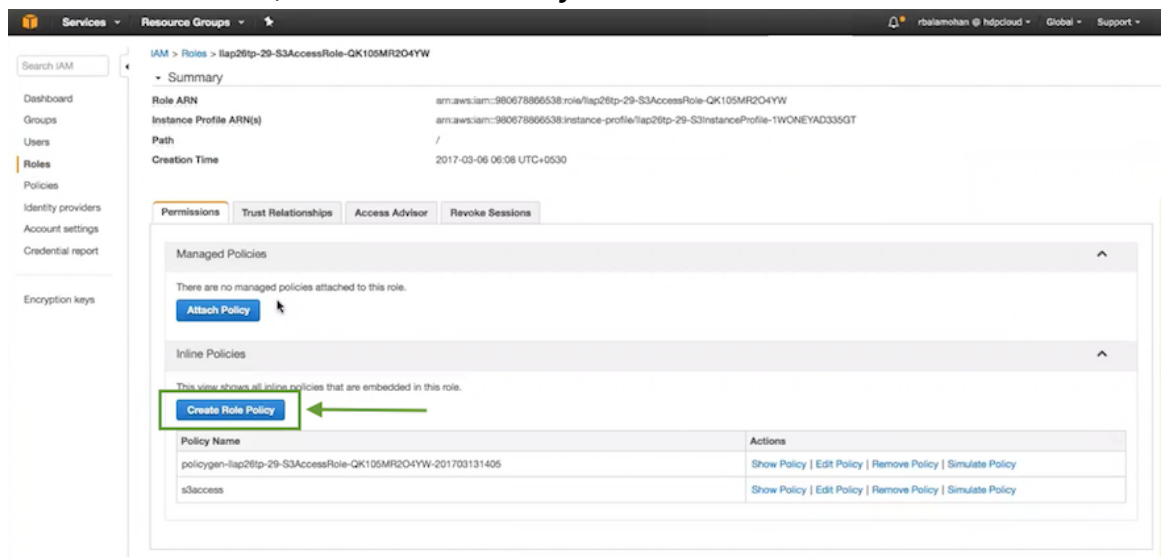 Services
Resource Groups
rbalamohan @ hdpcloud
Global
Support
Search IAM
Dashboard
Groups
Users
Roles
Policies
Identity providers
Account settings
Credential report
Encryption keys
IAM > Roles > llap26tp-29-S3AccessRole-QK105MR2O4YW
Summary
Role ARN arn:aws:iam::980678866538:role/llap26tp-29-S3AccessRole-QK105MR2O4YW
Instance Profile ARN(s) arn:aws:iam::980678866538:instance-profile/llap26tp-29-S3InstanceProfile-1WONEYAD335GT
Path /
Creation Time 2017-03-06 06:08 UTC+0530
Permissions Trust Relationships Access Advisor Revoke Sessions
Managed Policies
There are no managed policies attached to this role.
Attach Policy
Inline Policies
This view shows all inline policies that are embedded in this role.
Create Role Policy
Policy Name Actions
policygen-llap26tp-29-S3AccessRole-QK105MR2O4YW-201703131405 Show Policy | Edit Policy | Remove Policy | Simulate Policy
s3access Show Policy | Edit Policy | Remove Policy | Simulate Policy